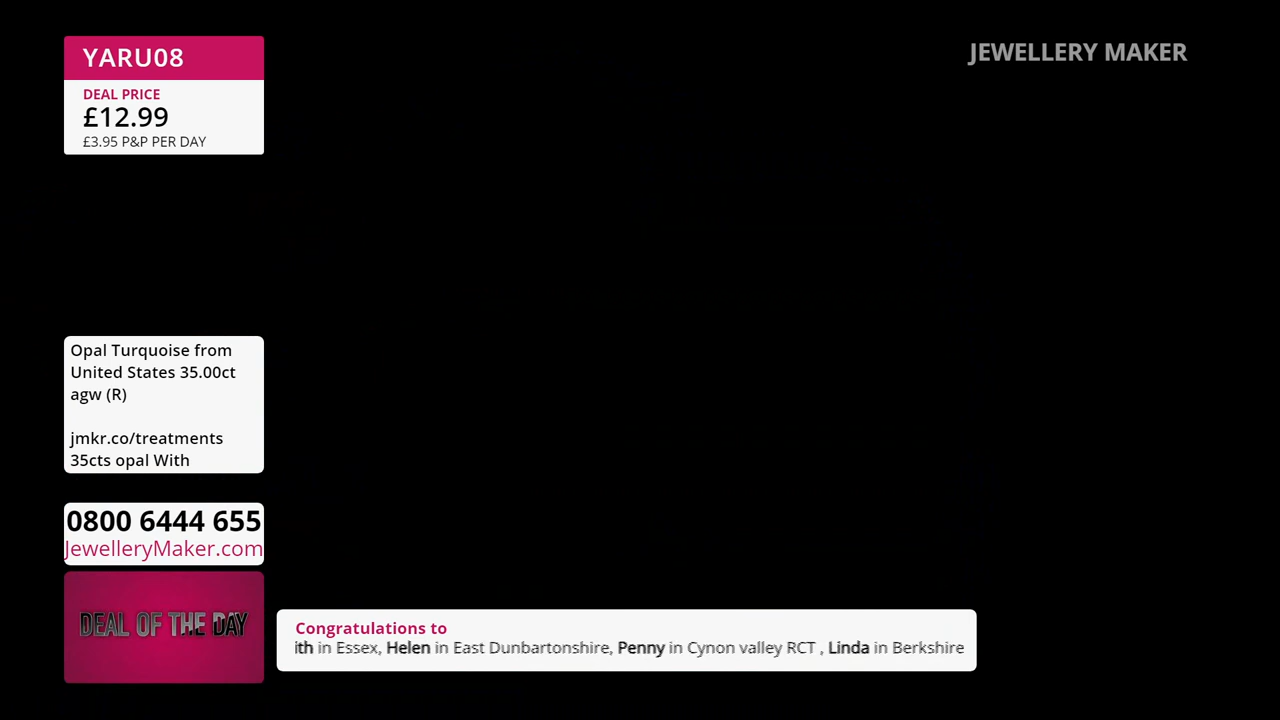 YARU08
DEAL PRICE
£12.99
£3.95 P&P PER DAY
JEWELLERY MAKER
Opal Turquoise from
United States 35.00ct
agw (R)
jmkr.co/treatments
35cts opal With
0800 6444 655
JewelleryMaker.com
DEAL OF THE DAY
Congratulations to
ith in Essex, Helen in East Dunbartonshire, Penny in Cynon valley RCT , Linda in Berkshire